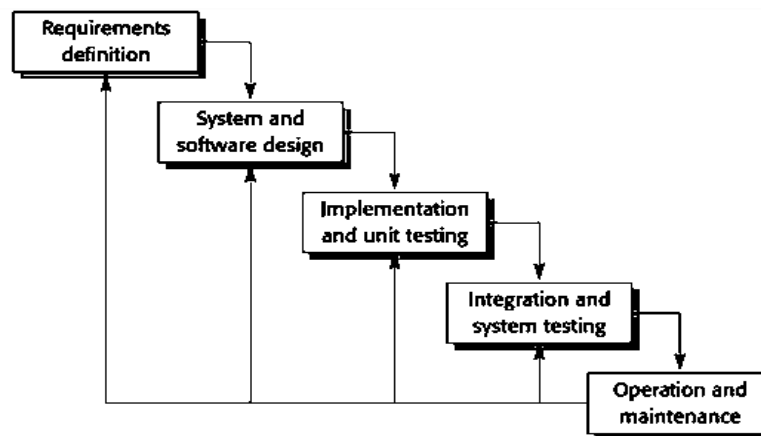 Requirements
definition
System and
software design
Implementation
and unit testing
Integration and
system testing
Operation and
maintenance